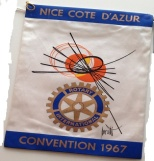 NICE COTE D'AZUR
ROTARY
INTERNATIONAL
CONVENTION 1967